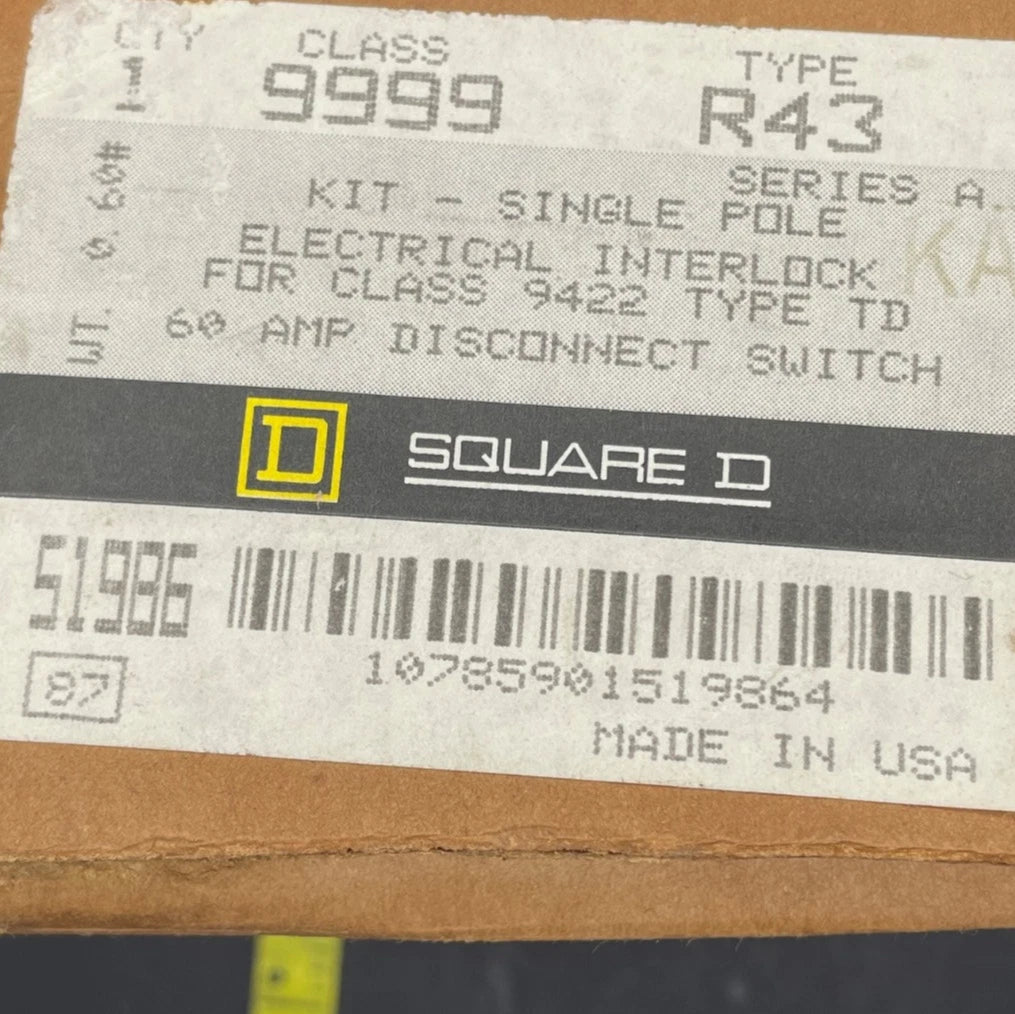 CLASS
9999
TYPE
R43
SERIES A
KIT - SINGLE POLE
ELECTRICAL INTERLOCK
FOR CLASS 9422 TYPE TD
60 AMP DISCONNECT SWITCH
QTY 1
WT. 0.60#
KA
D SQUARE D
51986
87
10785901519864
MADE IN USA